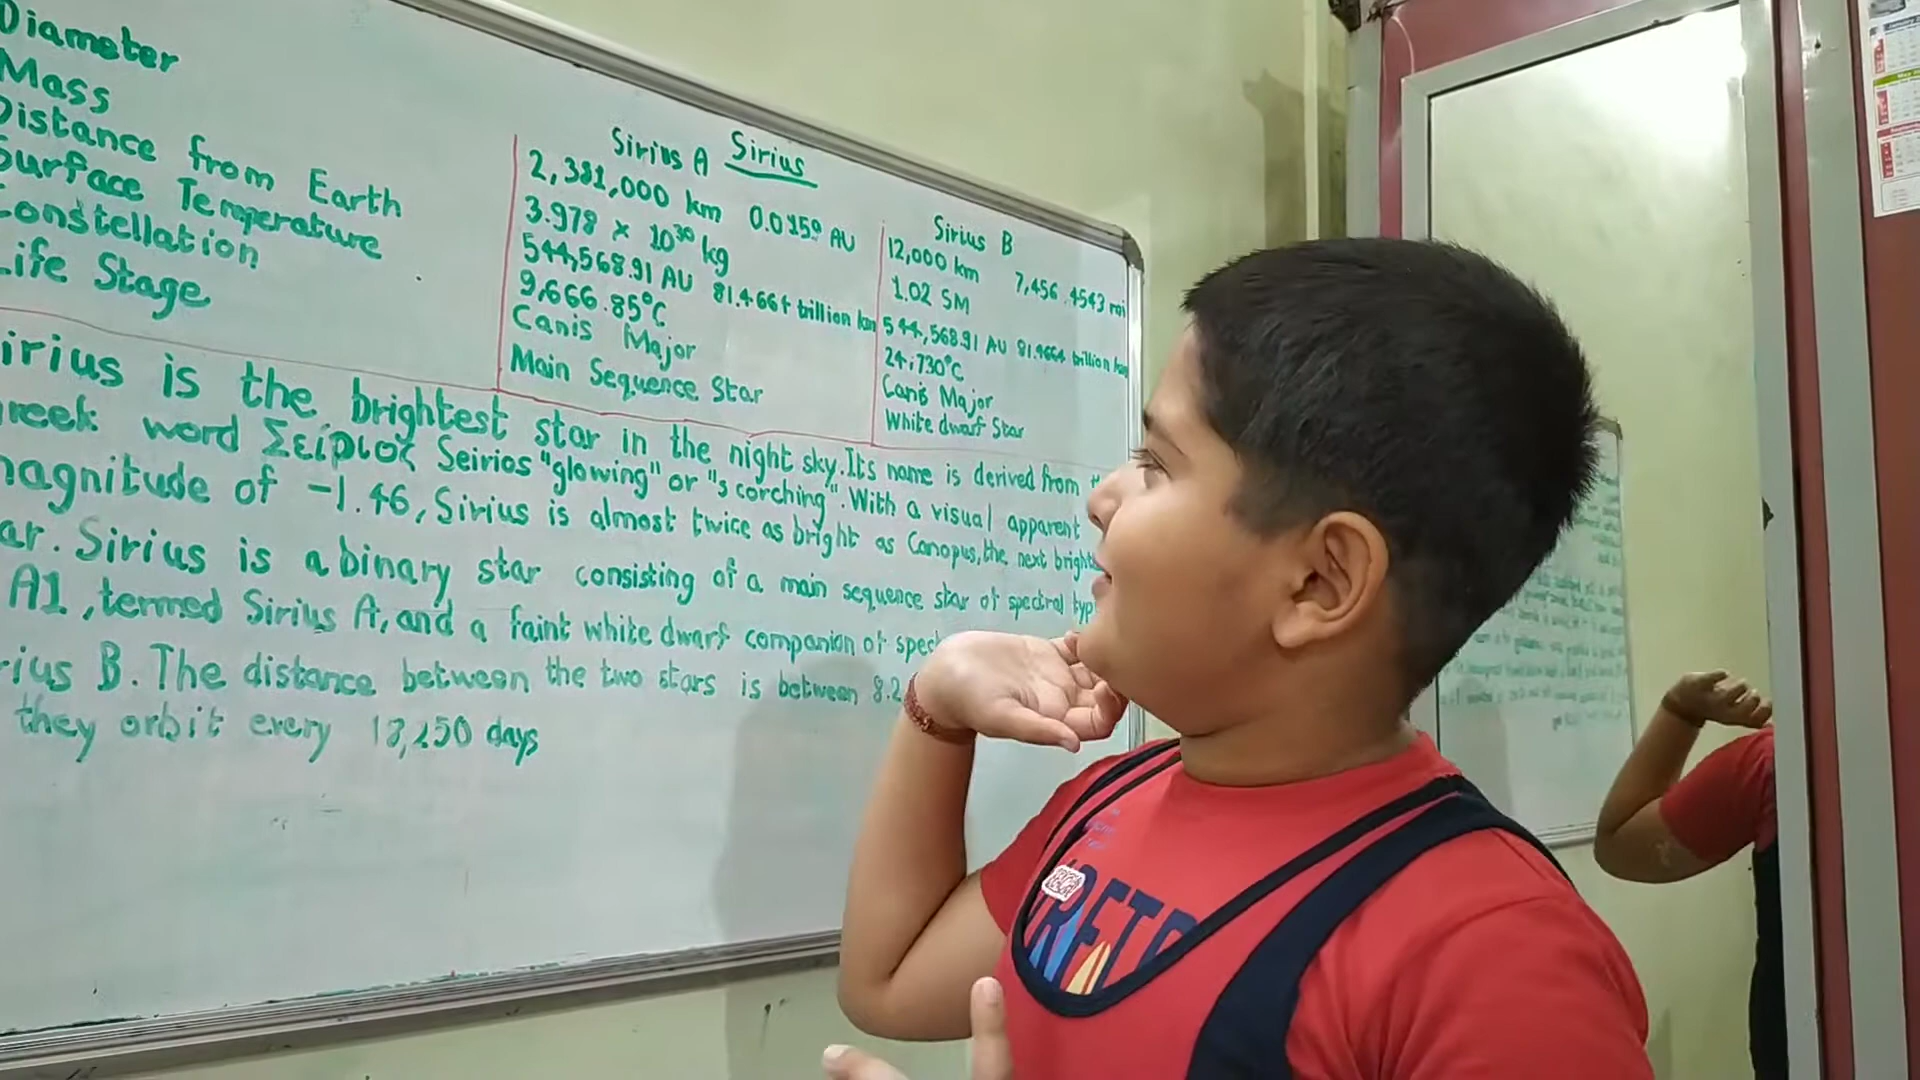 Diameter
Mass
Distance from Earth
Surface Temperature
Constellation
Life Stage
Sirius
Sirius A
2,381,000 km 0.0159 AU
3.978 × 10³⁰ kg
544,568.91 AU 81.4664 trillion km
9,666.85°C
Canis Major
Main Sequence Star
Sirius B
12,000 km 7,456.4543 mi
1.02 SM
544,568.91 AU 81.4664 trillion km
24,730°C
Canis Major
White dwarf Star
irius is the brightest star in the night sky. Its name is derived from
reek word Σείριος Seirios "glowing" or "scorching". With a visual apparent
magnitude of -1.46, Sirius is almost twice as bright as Canopus, the next bright
ar. Sirius is a binary star consisting of a main sequence star of spectral typ
A1, termed Sirius A, and a faint white dwarf companion of spec
rius B. The distance between the two stars is between 8.2
they orbit every 18,250 days